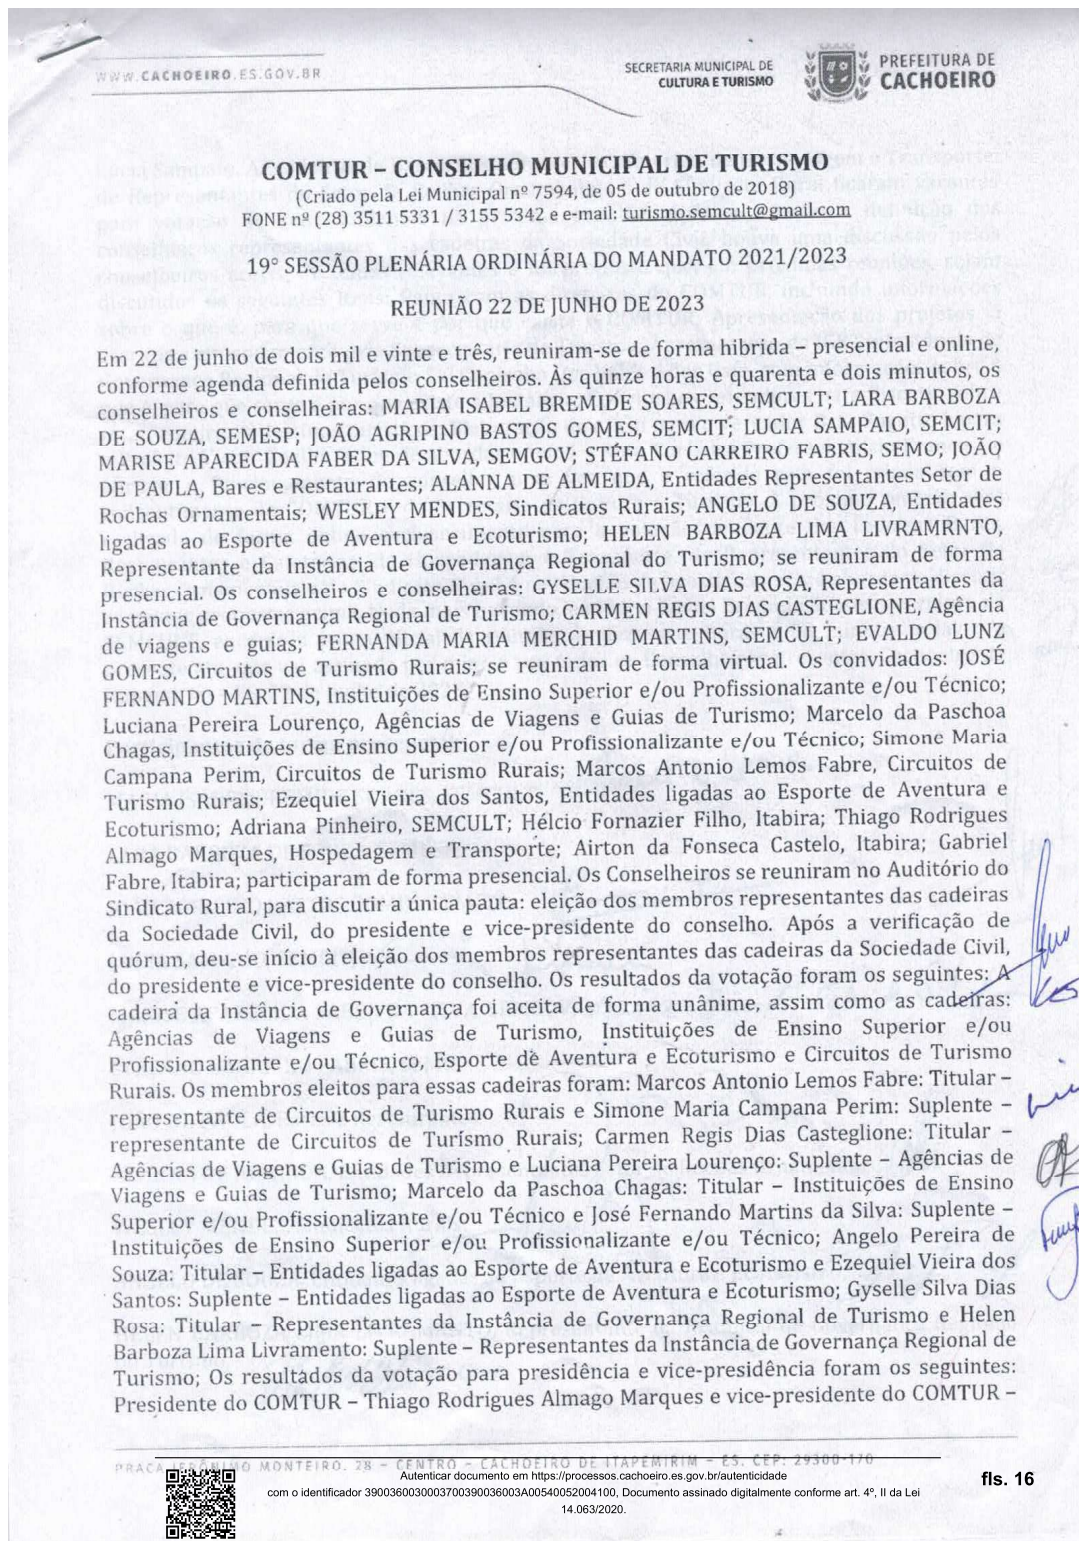 WWW.CACHOEIRO.ES.GOV.BR
SECRETARIA MUNICIPAL DE
CULTURA E TURISMO
PREFEITURA DE
CACHOEIRO
COMTUR – CONSELHO MUNICIPAL DE TURISMO
(Criado pela Lei Municipal nº 7594, de 05 de outubro de 2018)
FONE nº (28) 3511 5331 / 3155 5342 e e-mail: turismo.semcult@gmail.com
19º SESSÃO PLENÁRIA ORDINÁRIA DO MANDATO 2021/2023
REUNIÃO 22 DE JUNHO DE 2023
Em 22 de junho de dois mil e vinte e três, reuniram-se de forma hibrida – presencial e online,
conforme agenda definida pelos conselheiros. Às quinze horas e quarenta e dois minutos, os
conselheiros e conselheiras: MARIA ISABEL BREMIDE SOARES, SEMCULT; LARA BARBOZA
DE SOUZA, SEMESP; JOÃO AGRIPINO BASTOS GOMES, SEMCIT; LUCIA SAMPAIO, SEMCIT;
MARISE APARECIDA FABER DA SILVA, SEMGOV; STÉFANO CARREIRO FABRIS, SEMO; JOÃO
DE PAULA, Bares e Restaurantes; ALANNA DE ALMEIDA, Entidades Representantes Setor de
Rochas Ornamentais; WESLEY MENDES, Sindicatos Rurais; ANGELO DE SOUZA, Entidades
ligadas ao Esporte de Aventura e Ecoturismo; HELEN BARBOZA LIMA LIVRAMRNTO,
Representante da Instância de Governança Regional do Turismo; se reuniram de forma
presencial. Os conselheiros e conselheiras: GYSELLE SILVA DIAS ROSA, Representantes da
Instância de Governança Regional de Turismo; CARMEN REGIS DIAS CASTEGLIONE, Agência
de viagens e guias; FERNANDA MARIA MERCHID MARTINS, SEMCULT; EVALDO LUNZ
GOMES, Circuitos de Turismo Rurais; se reuniram de forma virtual. Os convidados: JOSÉ
FERNANDO MARTINS, Instituições de Ensino Superior e/ou Profissionalizante e/ou Técnico;
Luciana Pereira Lourenço, Agências de Viagens e Guias de Turismo; Marcelo da Paschoa
Chagas, Instituições de Ensino Superior e/ou Profissionalizante e/ou Técnico; Simone Maria
Campana Perim, Circuitos de Turismo Rurais; Marcos Antonio Lemos Fabre, Circuitos de
Turismo Rurais; Ezequiel Vieira dos Santos, Entidades ligadas ao Esporte de Aventura e
Ecoturismo; Adriana Pinheiro, SEMCULT; Hélcio Fornazier Filho, Itabira; Thiago Rodrigues
Almago Marques, Hospedagem e Transporte; Airton da Fonseca Castelo, Itabira; Gabriel
Fabre, Itabira; participaram de forma presencial. Os Conselheiros se reuniram no Auditório do
Sindicato Rural, para discutir a única pauta: eleição dos membros representantes das cadeiras
da Sociedade Civil, do presidente e vice-presidente do conselho. Após a verificação de
quórum, deu-se início à eleição dos membros representantes das cadeiras da Sociedade Civil,
do presidente e vice-presidente do conselho. Os resultados da votação foram os seguintes: A
cadeira da Instância de Governança foi aceita de forma unânime, assim como as cadeiras:
Agências de Viagens e Guias de Turismo, Instituições de Ensino Superior e/ou
Profissionalizante e/ou Técnico, Esporte de Aventura e Ecoturismo e Circuitos de Turismo
Rurais. Os membros eleitos para essas cadeiras foram: Marcos Antonio Lemos Fabre: Titular –
representante de Circuitos de Turismo Rurais e Simone Maria Campana Perim: Suplente –
representante de Circuitos de Turismo Rurais; Carmen Regis Dias Casteglione: Titular –
Agências de Viagens e Guias de Turismo e Luciana Pereira Lourenço: Suplente – Agências de
Viagens e Guias de Turismo; Marcelo da Paschoa Chagas: Titular – Instituições de Ensino
Superior e/ou Profissionalizante e/ou Técnico e José Fernando Martins da Silva: Suplente –
Instituições de Ensino Superior e/ou Profissionalizante e/ou Técnico; Angelo Pereira de
Souza: Titular – Entidades ligadas ao Esporte de Aventura e Ecoturismo e Ezequiel Vieira dos
Santos: Suplente – Entidades ligadas ao Esporte de Aventura e Ecoturismo; Gyselle Silva Dias
Rosa: Titular – Representantes da Instância de Governança Regional de Turismo e Helen
Barboza Lima Livramento: Suplente – Representantes da Instância de Governança Regional de
Turismo; Os resultados da votação para presidência e vice-presidência foram os seguintes:
Presidente do COMTUR – Thiago Rodrigues Almago Marques e vice-presidente do COMTUR –
PRAÇA JERÔNIMO MONTEIRO, 28 – CENTRO – CACHOEIRO DE ITAPEMIRIM – ES. CEP: 29300-170
Autenticar documento em https://processos.cachoeiro.es.gov.br/autenticidade
com o identificador 3900360030003700390036003A00540052004100, Documento assinado digitalmente conforme art. 4º, II da Lei
14.063/2020.
fls. 16